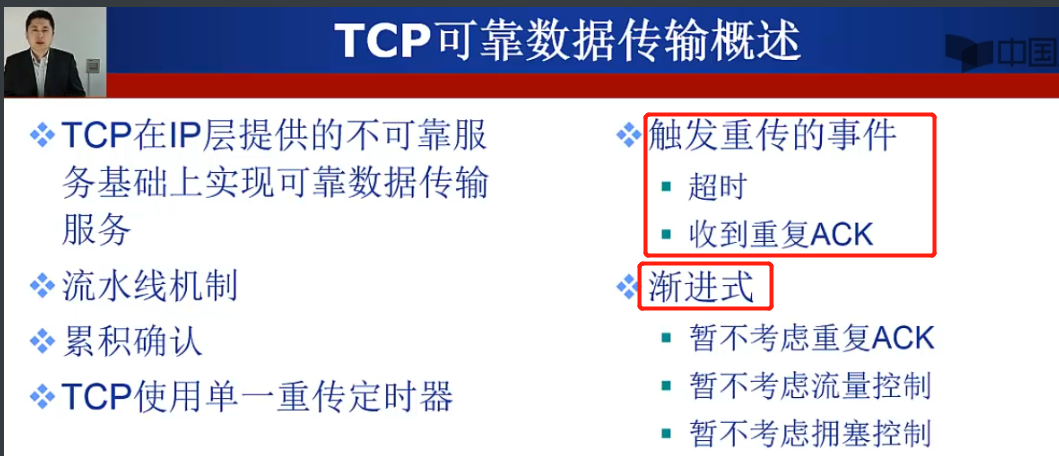 TCP可靠数据传输概述
中国
TCP在IP层提供的不可靠服
务基础上实现可靠数据传输
服务
流水线机制
累积确认
TCP使用单一重传定时器
触发重传的事件
超时
收到重复ACK
渐进式
暂不考虑重复ACK
暂不考虑流量控制
暂不考虑拥塞控制